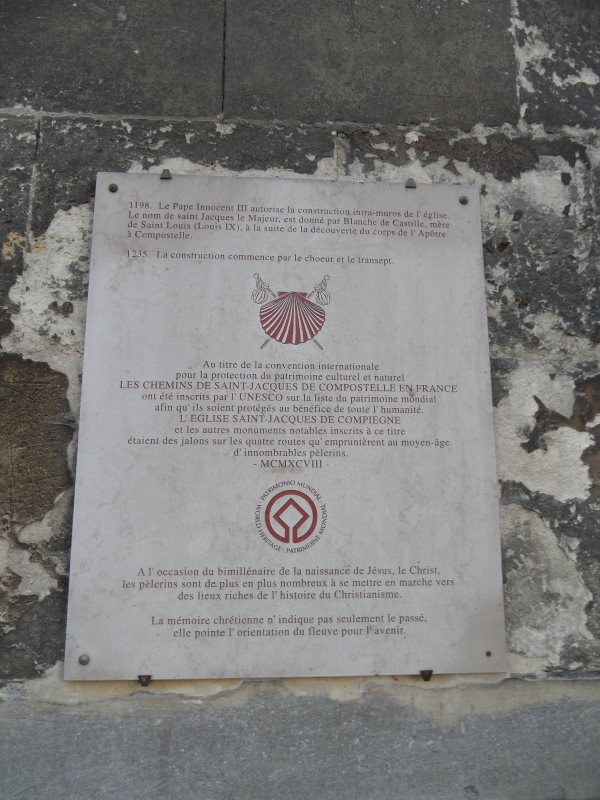 1198. Le Pape Innocent III autorise la construction intra-muros de l' église.
Le nom de saint Jacques le Majeur, est donné par Blanche de Castille, mère
de Saint Louis (Louis IX), à la suite de la découverte du corps de l' Apôtre
à Compostelle.
1235. La construction commence par le choeur et le transept.
Au titre de la convention internationale
pour la protection du patrimoine culturel et naturel
LES CHEMINS DE SAINT-JACQUES DE COMPOSTELLE EN FRANCE
ont été inscrits par l' UNESCO sur la liste du patrimoine mondial
afin qu' ils soient protégés au bénéfice de toute l' humanité.
L' EGLISE SAINT-JACQUES DE COMPIEGNE
et les autres monuments notables inscrits à ce titre
étaient des jalons sur les quatre routes qu' empruntèrent au moyen-âge
d' innombrables pèlerins.
- MCMXCVIII -
PATRIMONIO MUNDIAL
WORLD HERITAGE • PATRIMOINE MONDIAL
A l' occasion du bimillénaire de la naissance de Jésus, le Christ,
les pèlerins sont de plus en plus nombreux à se mettre en marche vers
des lieux riches de l' histoire du Christianisme.
La mémoire chrétienne n' indique pas seulement le passé,
elle pointe l' orientation du fleuve pour l' avenir.